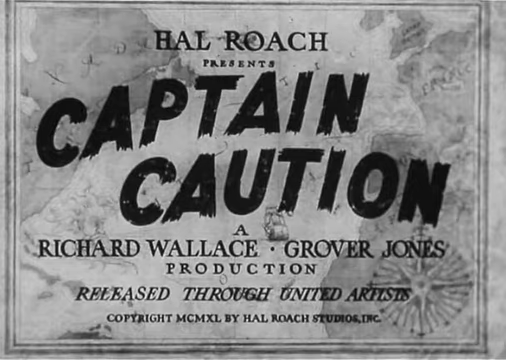 HAL ROACH
PRESENTS
CAPTAIN
CAUTION
A
RICHARD WALLACE · GROVER JONES
PRODUCTION
RELEASED THROUGH UNITED ARTISTS
COPYRIGHT MCMXL BY HAL ROACH STUDIOS, INC.